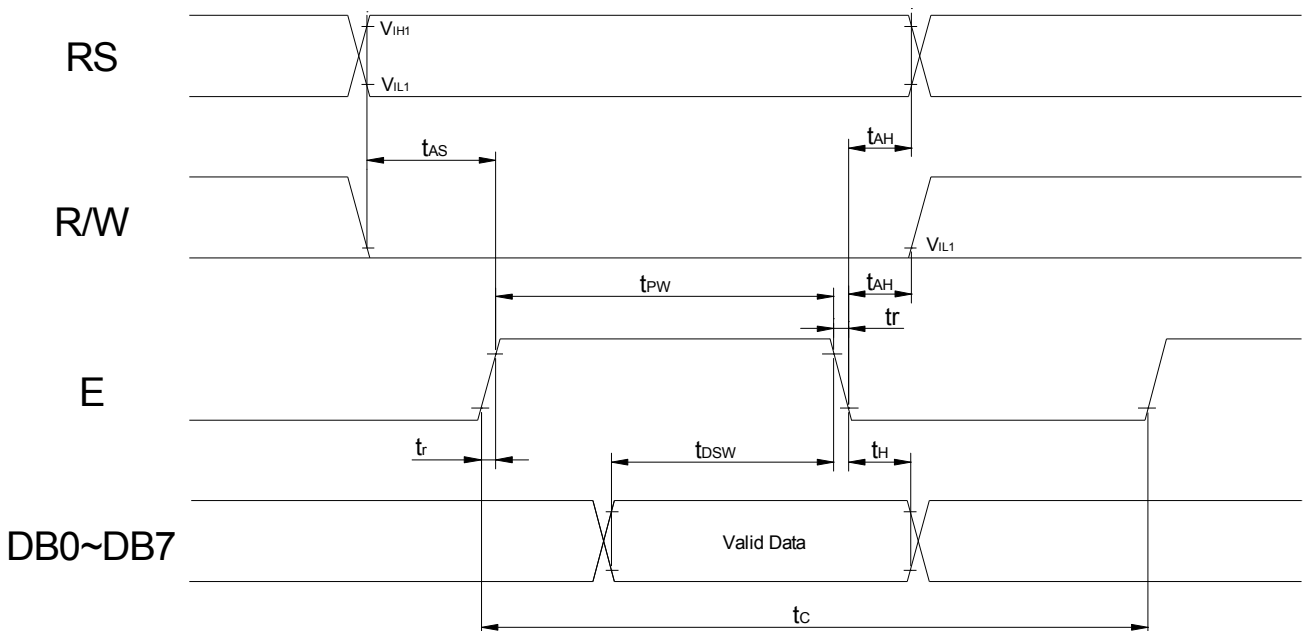 RS
VIH1
VIL1
tAS
tAH
R/W
VIL1
tPW
tAH
tr
E
tr
tDSW
tH
DB0~DB7
Valid Data
tC